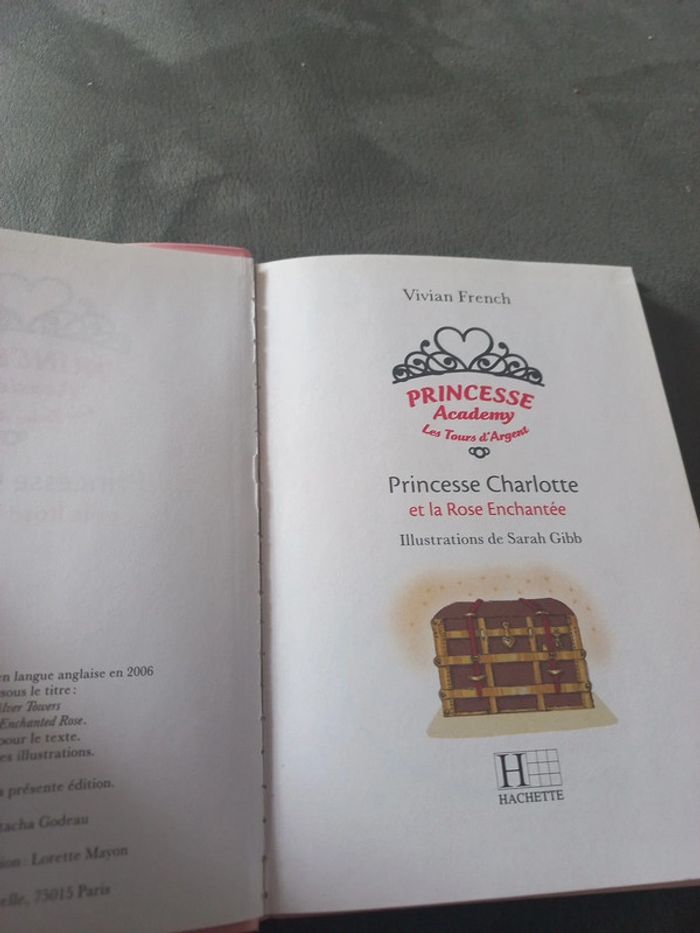 en langue anglaise en 2006
sous le titre :
Silver Towers
Enchanted Rose.
pour le texte.
es illustrations.
présente édition.
tacha Godeau
ion : Lorette Mayon
elle, 75015 Paris
Vivian French
PRINCESSE
Academy
Les Tours d'Argent
Princesse Charlotte
et la Rose Enchantée
Illustrations de Sarah Gibb
H
HACHETTE